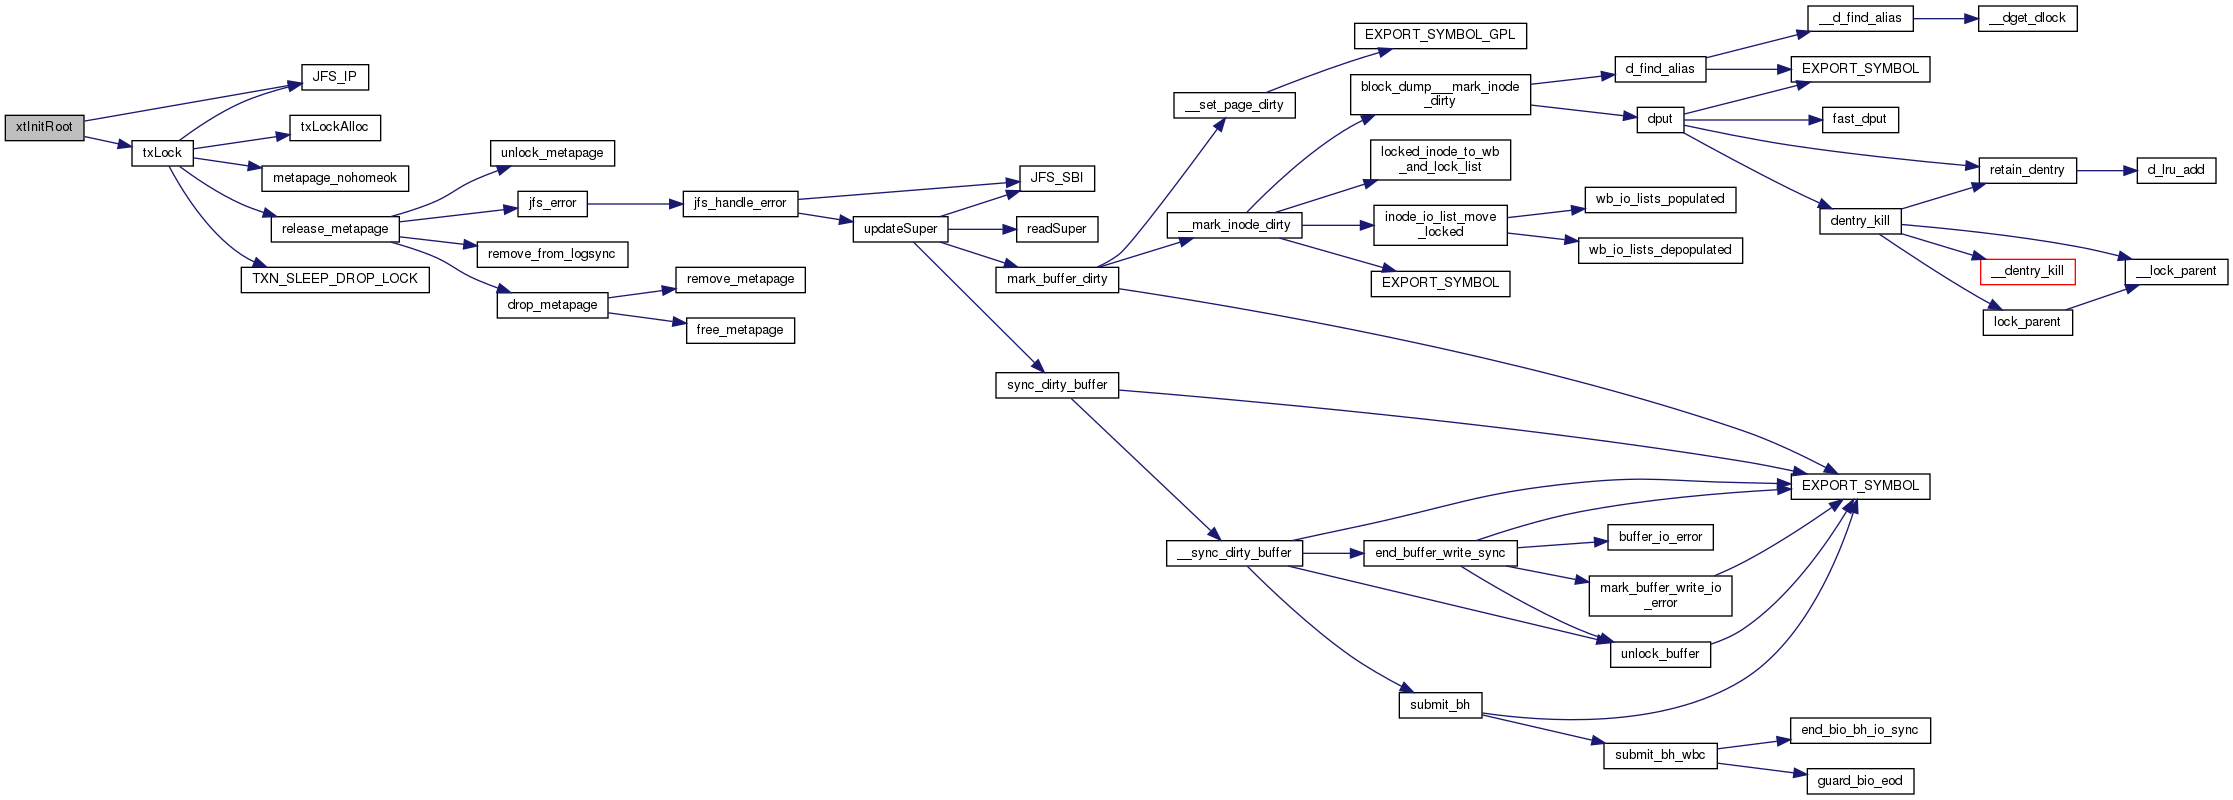 xtInitRoot
JFS_IP
txLock
txLockAlloc
metapage_nohomeok
release_metapage
TXN_SLEEP_DROP_LOCK
unlock_metapage
jfs_error
remove_from_logsync
drop_metapage
jfs_handle_error
remove_metapage
free_metapage
updateSuper
JFS_SBI
readSuper
mark_buffer_dirty
sync_dirty_buffer
__set_page_dirty
__mark_inode_dirty
__sync_dirty_buffer
EXPORT_SYMBOL_GPL
block_dump___mark_inode
_dirty
locked_inode_to_wb
_and_lock_list
inode_io_list_move
_locked
EXPORT_SYMBOL
end_buffer_write_sync
submit_bh
d_find_alias
dput
wb_io_lists_populated
wb_io_lists_depopulated
buffer_io_error
mark_buffer_write_io
_error
unlock_buffer
submit_bh_wbc
__d_find_alias
EXPORT_SYMBOL
fast_dput
dentry_kill
EXPORT_SYMBOL
end_bio_bh_io_sync
guard_bio_eod
__dget_dlock
retain_dentry
__dentry_kill
lock_parent
d_lru_add
__lock_parent